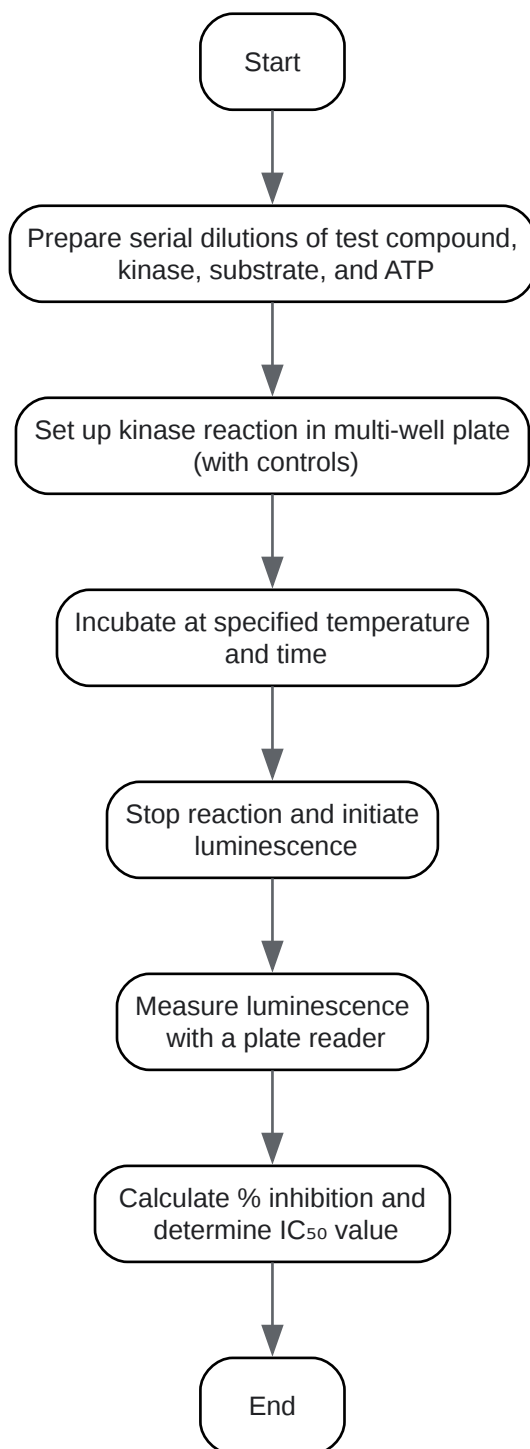 Start
Prepare serial dilutions of test compound,
kinase, substrate, and ATP
Set up kinase reaction in multi-well plate
(with controls)
Incubate at specified temperature
and time
Stop reaction and initiate
luminescence
Measure luminescence
with a plate reader
Calculate % inhibition and
determine IC₅₀ value
End